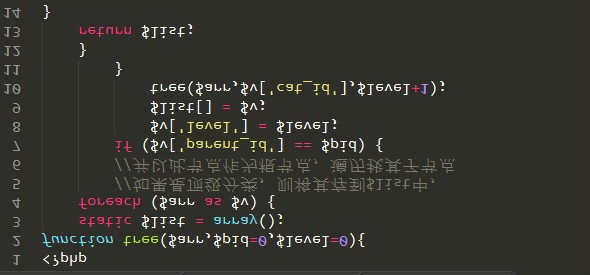 1 <?php
2 function tree($arr,$pid=0,$level=0){
3 static $list = array();
4 foreach ($arr as $v) {
5 //如果是顶级分类，则将其存到$list中，
6 //并以此节点作为根节点，遍历找其子节点
7 if ($v['parent_id'] == $pid) {
8 $v['level'] = $level;
9 $list[] = $v;
10 tree($arr,$v['cat_id'],$level+1);
11 }
12 }
13 return $list;
14 }